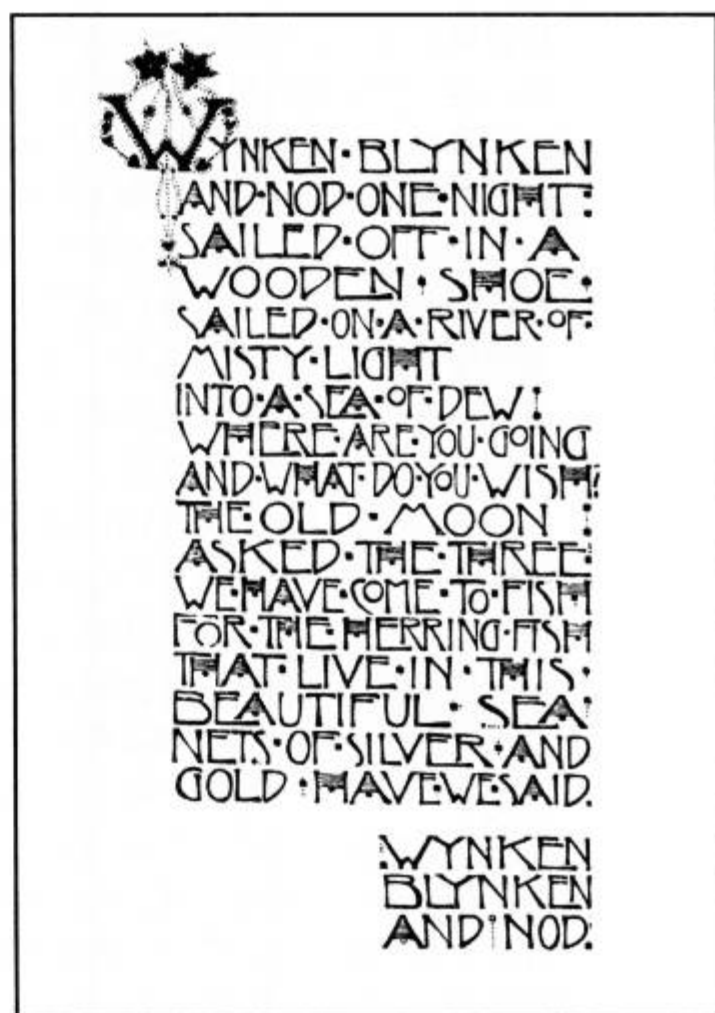 WYNKEN·BLYNKEN
AND·NOD·ONE·NIGHT:
SAILED·OFF·IN·A
WOODEN·SHOE·
SAILED·ON·A·RIVER·OF·
MISTY·LIGHT
INTO·A·SEA·OF·DEW!
WHERE·ARE·YOU·GOING
AND·WHAT·DO·YOU·WISH?
THE·OLD·MOON:
ASKED·THE·THREE:
WE·HAVE·COME·TO·FISH
FOR·THE·HERRING·FISH
THAT·LIVE·IN·THIS·
BEAUTIFUL·SEA·
NETS·OF·SILVER·AND
GOLD·HAVE·WE·SAID.
:WYNKEN
BLYNKEN
AND·NOD: